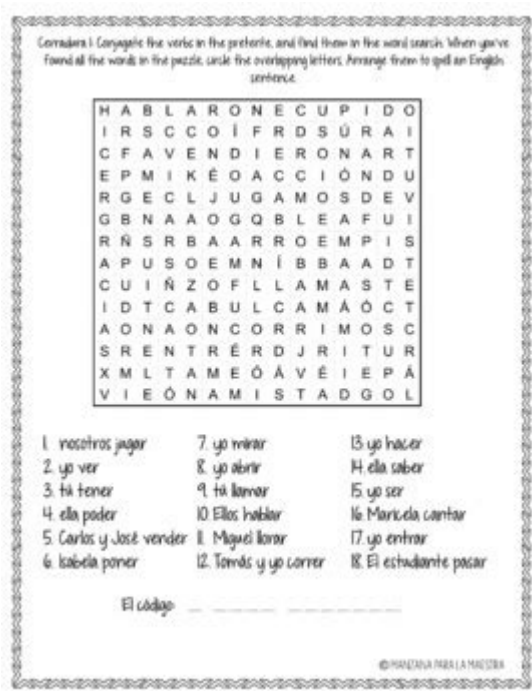 Cerradura 1: Conjugate the verbs in the preterite, and find them in the word search. When you've
found all the words in the puzzle, circle the overlapping letters. Arrange them to spell an English
sentence.
H A B L A R O N E C U P I D O
I R S C C O Í F R D S Ú R A I
C F A V E N D I E R O N A R T
E P M I K É O A C C I Ó N D U
R G E C L J U G A M O S D E V
G B N A A O G Q B L E A F U I
R Ñ S R B A A R R O E M P I S
A P U S O E M N Í B B A A D T
C U I Ñ Z O F L L A M A S T E
I D T C A B U L C A M Á Ó C T
A O N A O N C O R R I M O S C
S R E N T R É R D J R I T U R
X M L T A M E Ó Á V É I E P Á
V I E Ó N A M I S T A D G O L
1. nosotros jugar
2. yo ver
3. tú tener
4. ella poder
5. Carlos y José vender
6. Isabela poner
7. yo mirar
8. yo abrir
9. tú llamar
10. Ellos hablar
11. Miguel llorar
12. Tomás y yo correr
13. yo hacer
14. ella saber
15. yo ser
16. Maricela cantar
17. yo entrar
18. El estudiante pasar
El código: __ ____ ________
© MANZANA PARA LA MAESTRA